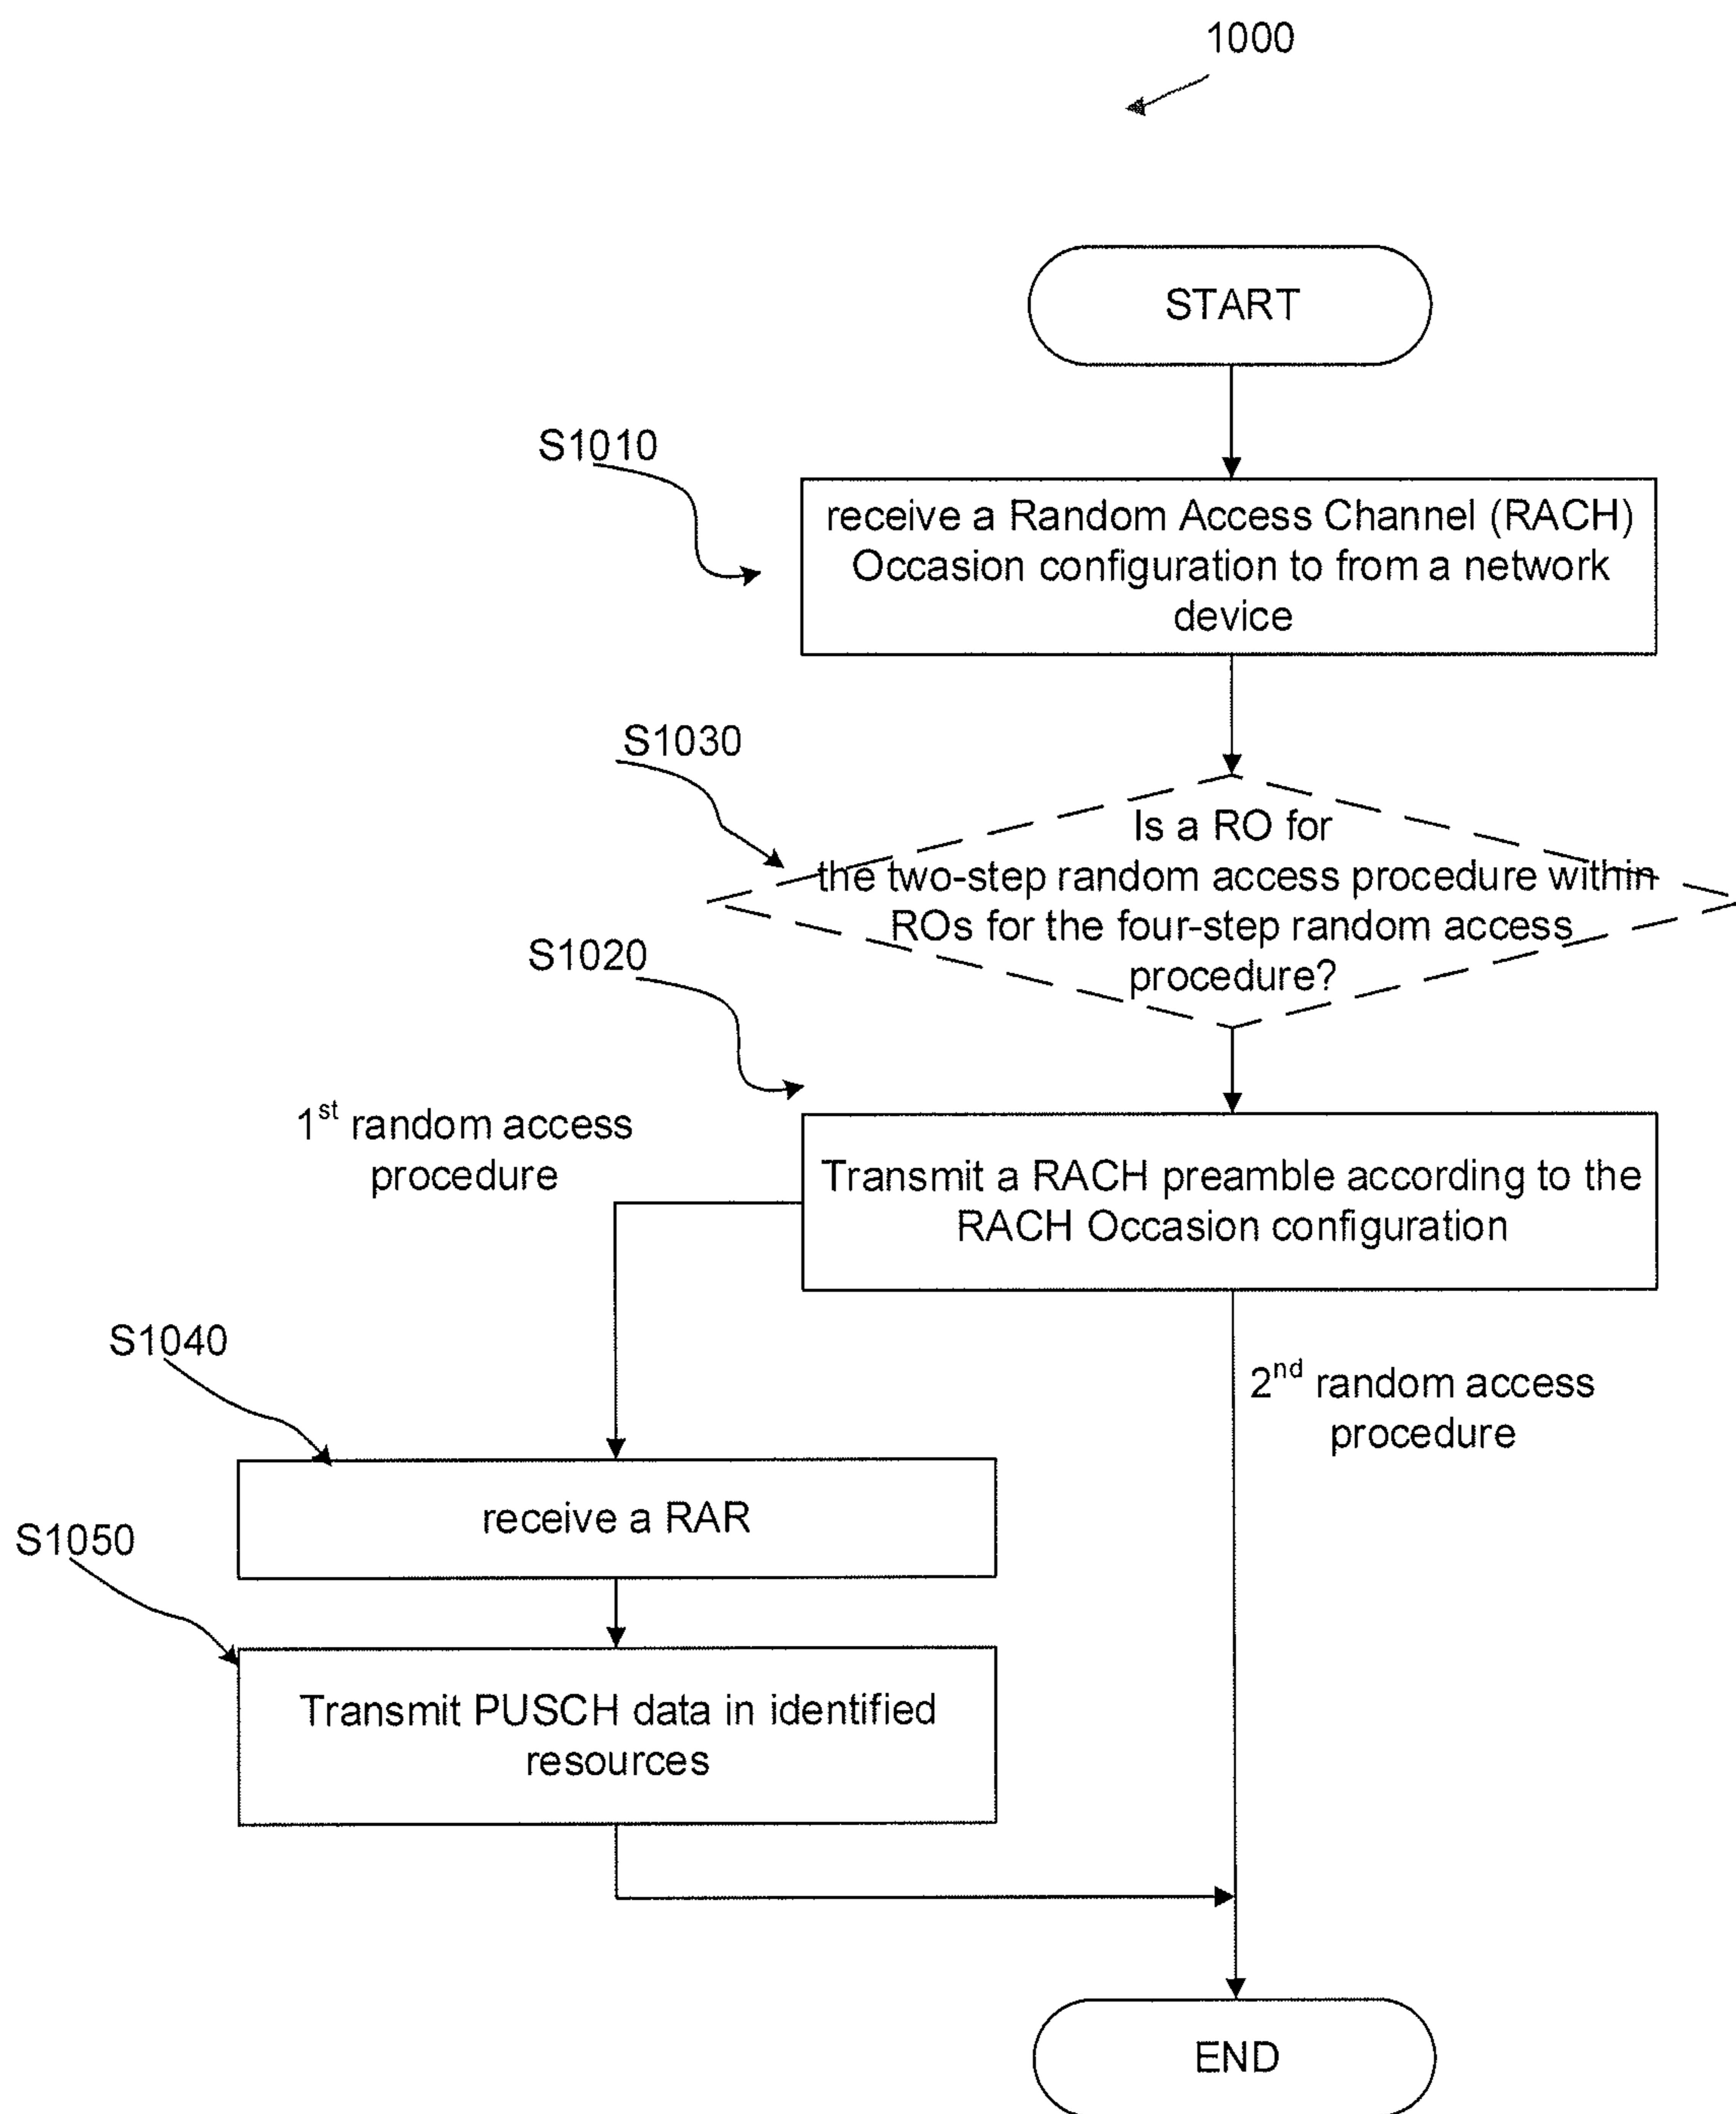 1000
START
S1010
receive a Random Access Channel (RACH)
Occasion configuration to from a network
device
S1030
Is a RO for
the two-step random access procedure within
ROs for the four-step random access
procedure?
S1020
1st random access
procedure
Transmit a RACH preamble according to the
RACH Occasion configuration
S1040
2nd random access
procedure
receive a RAR
S1050
Transmit PUSCH data in identified
resources
END